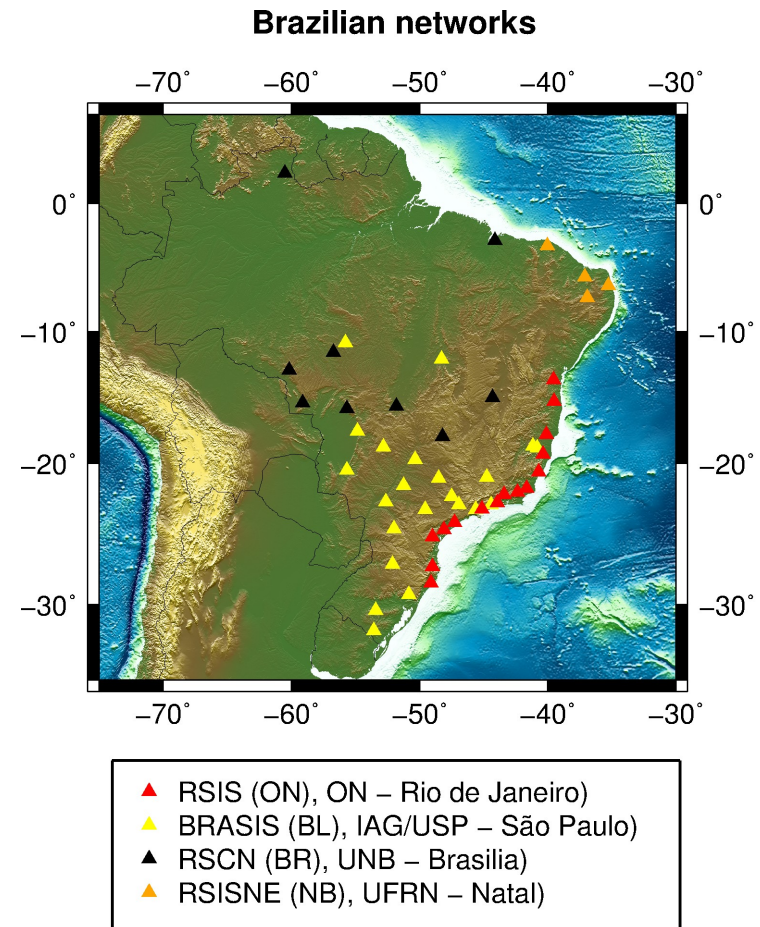 Brazilian networks
−70˚ −60˚ −50˚ −40˚ −30˚
0˚ 0˚
−10˚ −10˚
−20˚ −20˚
−30˚ −30˚
−70˚ −60˚ −50˚ −40˚ −30˚
RSIS (ON), ON − Rio de Janeiro)
BRASIS (BL), IAG/USP − São Paulo)
RSCN (BR), UNB − Brasilia)
RSISNE (NB), UFRN − Natal)